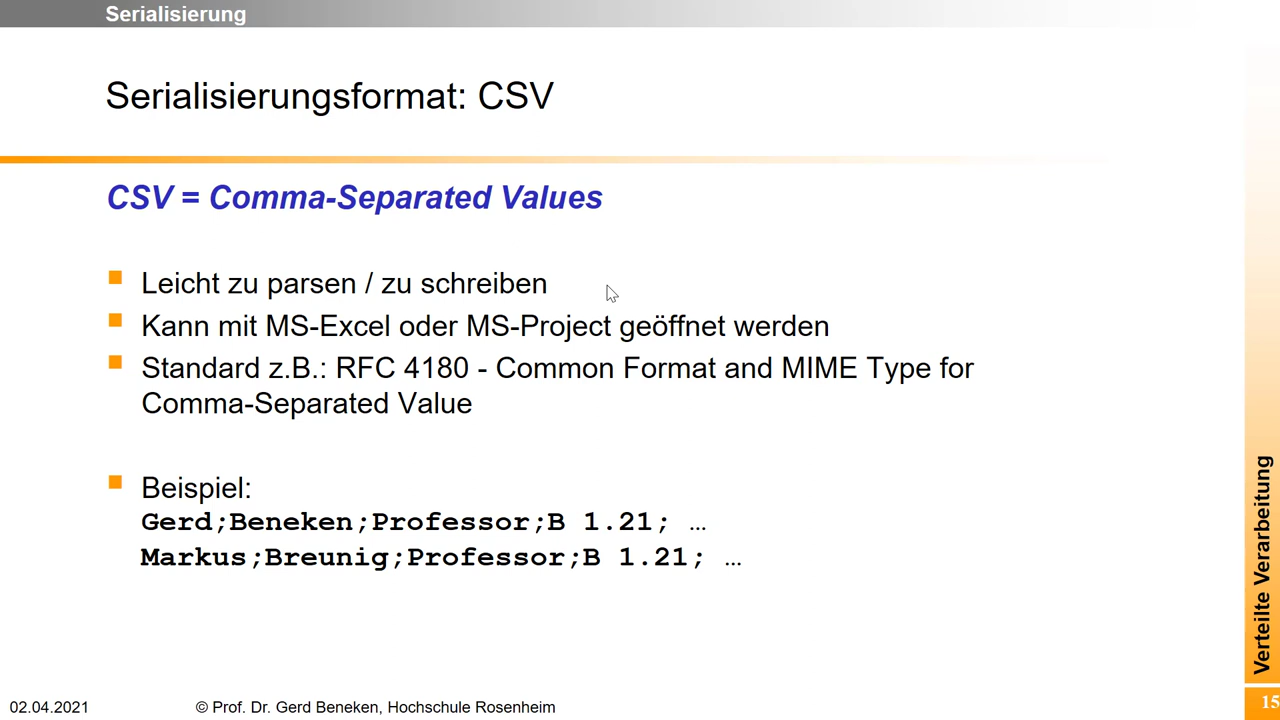 Serialisierung
Serialisierungsformat: CSV
CSV = Comma-Separated Values
Leicht zu parsen / zu schreiben
Kann mit MS-Excel oder MS-Project geöffnet werden
Standard z.B.: RFC 4180 - Common Format and MIME Type for
Comma-Separated Value
Beispiel:
Gerd;Beneken;Professor;B 1.21; …
Markus;Breunig;Professor;B 1.21; …
Verteilte Verarbeitung
02.04.2021
© Prof. Dr. Gerd Beneken, Hochschule Rosenheim
15